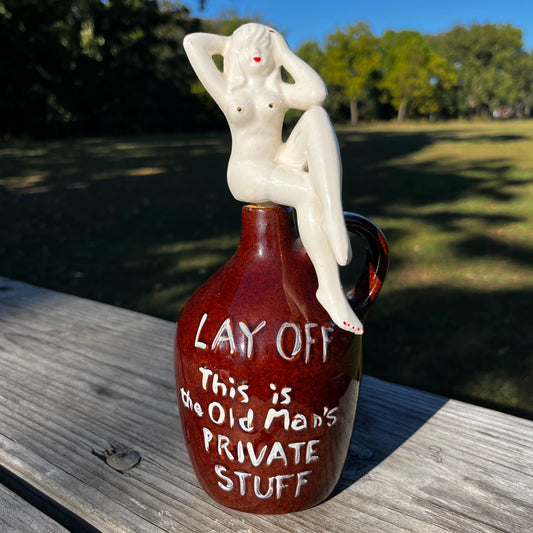 LAY OFF
This is
the Old Man's
PRIVATE
STUFF